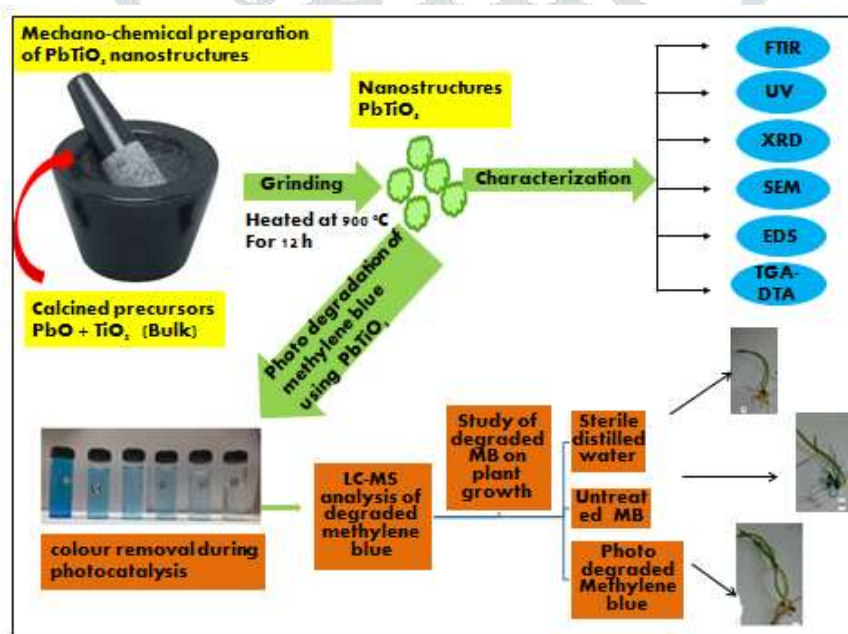 Mechano-chemical preparation
of PbTiO₃ nanostructures
Nanostructures
PbTiO₃
Grinding
Heated at 900 °C
For 12 h
Characterization
FTIR
UV
XRD
SEM
EDS
TGA-
DTA
Calcined precursors
PbO + TiO₂ (Bulk)
Photo degradation of
methylene blue
using PbTiO₃
colour removal during
photocatalysis
LC-MS
analysis of
degraded
methylene
blue
Study of
degraded
MB on
plant
growth
Sterile
distilled
water
Untreat
ed MB
Photo
degraded
Methylene
blue